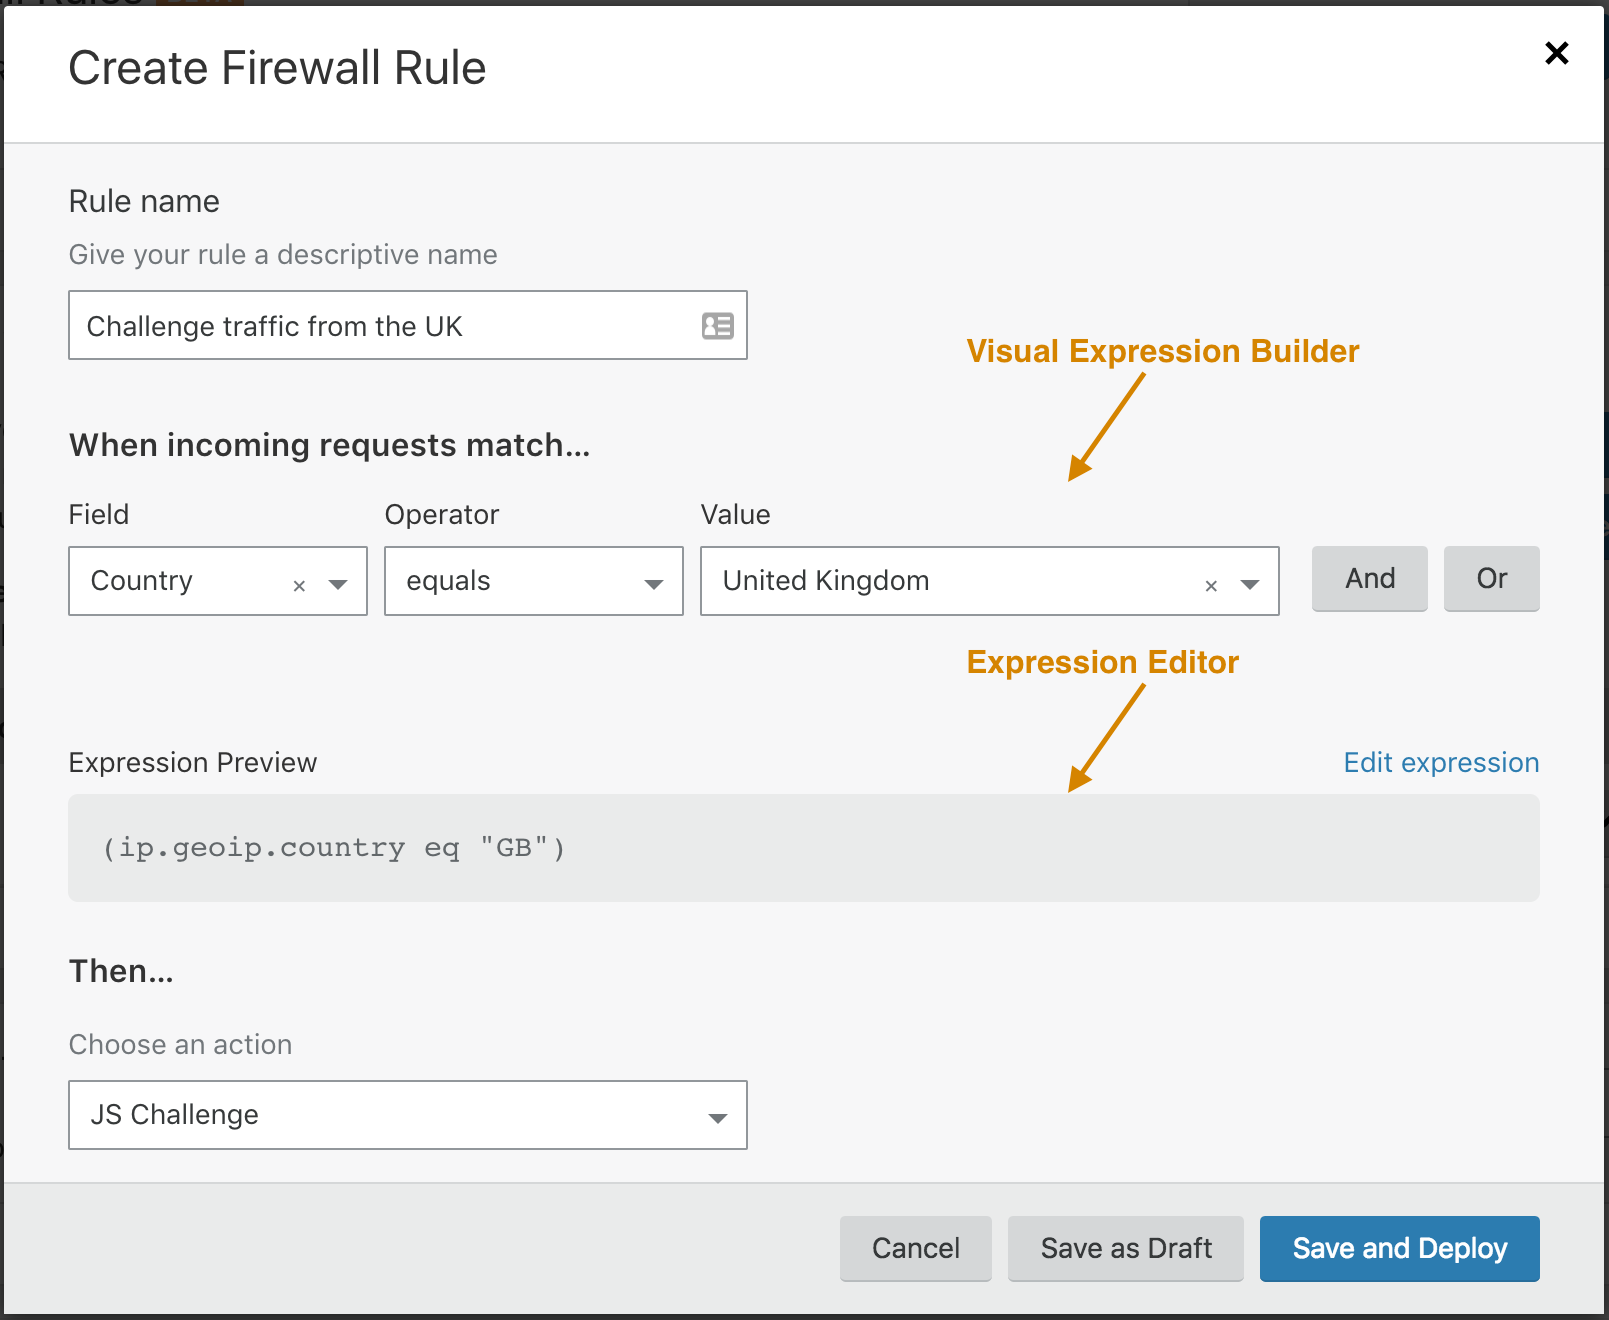 Create Firewall Rule
Rule name
Give your rule a descriptive name
Challenge traffic from the UK
Visual Expression Builder
When incoming requests match...
Field Operator Value
Country × equals United Kingdom × And Or
Expression Editor
Expression Preview Edit expression
(ip.geoip.country eq "GB")
Then...
Choose an action
JS Challenge
Cancel Save as Draft Save and Deploy